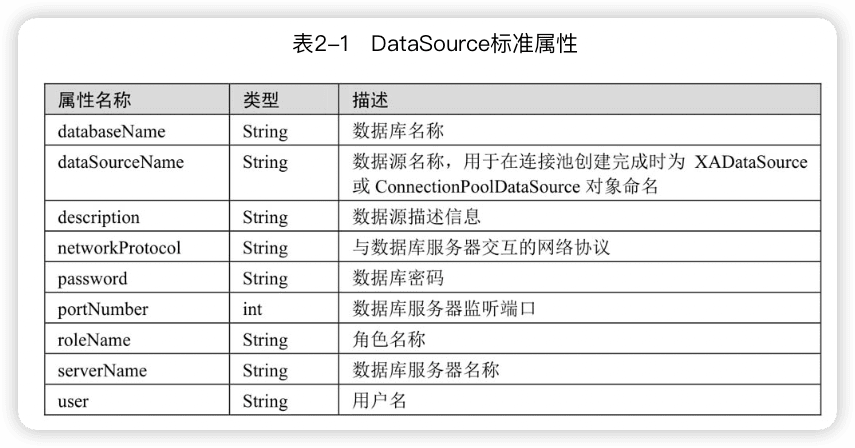 表2-1 DataSource标准属性
属性名称 类型 描述
databaseName String 数据库名称
dataSourceName String 数据源名称，用于在连接池创建完成时为 XADataSource
或 ConnectionPoolDataSource 对象命名
description String 数据源描述信息
networkProtocol String 与数据库服务器交互的网络协议
password String 数据库密码
portNumber int 数据库服务器监听端口
roleName String 角色名称
serverName String 数据库服务器名称
user String 用户名